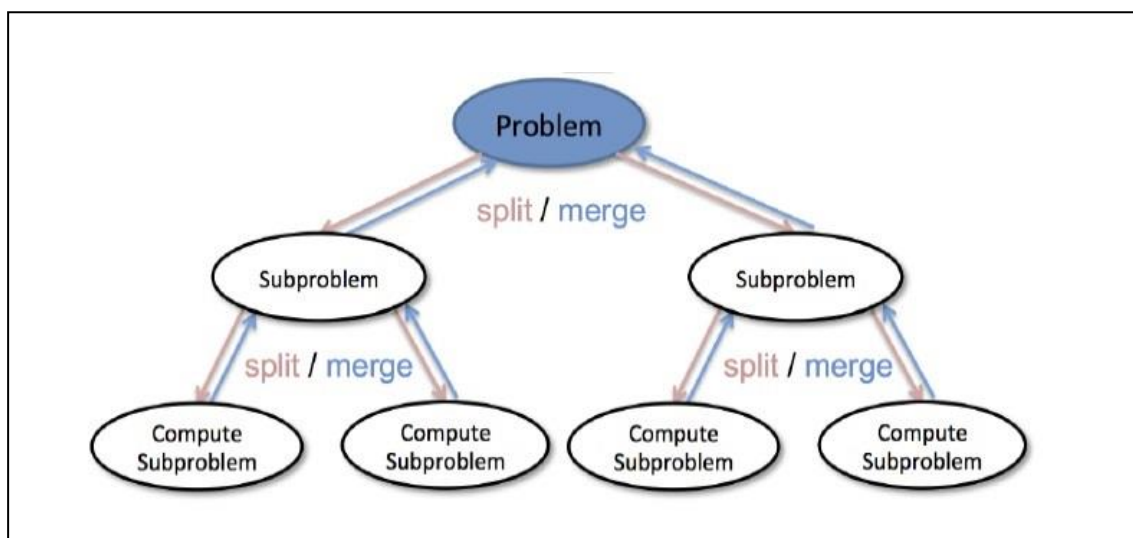 Problem
split / merge
Subproblem
Subproblem
split / merge
split / merge
Compute
Subproblem
Compute
Subproblem
Compute
Subproblem
Compute
Subproblem